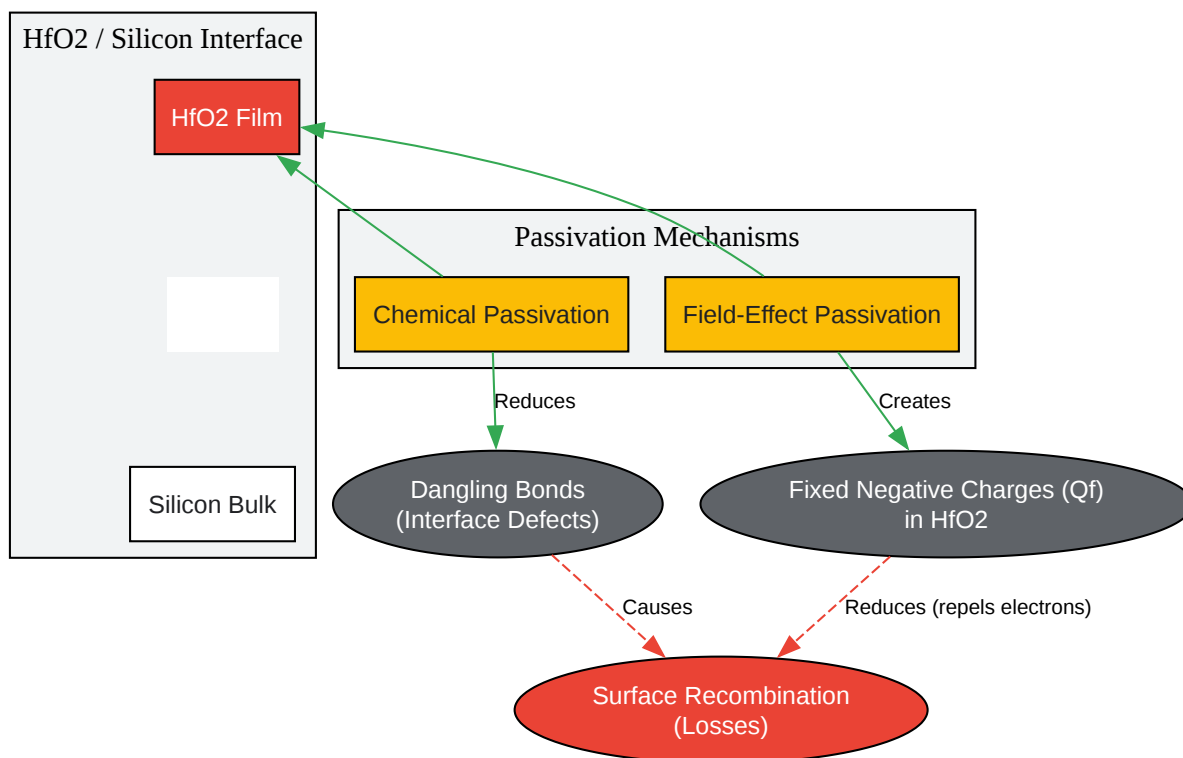 HfO2 / Silicon Interface
HfO2 Film
Passivation Mechanisms
Chemical Passivation
Field-Effect Passivation
Reduces
Creates
Silicon Bulk
Dangling Bonds
(Interface Defects)
Fixed Negative Charges (Qf)
in HfO2
Causes
Reduces (repels electrons)
Surface Recombination
(Losses)